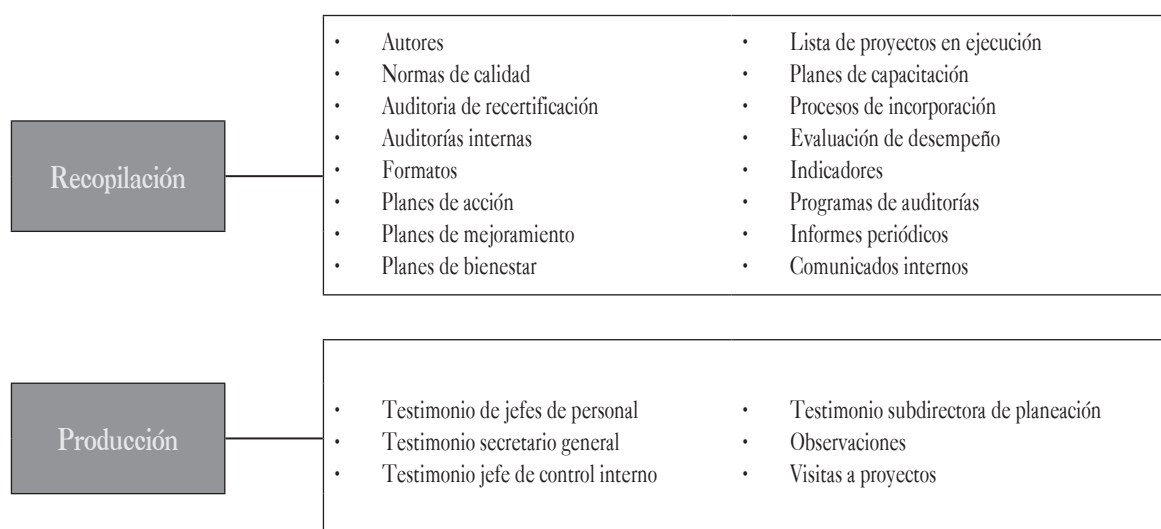 Recopilación
• Autores
• Normas de calidad
• Auditoria de recertificación
• Auditorías internas
• Formatos
• Planes de acción
• Planes de mejoramiento
• Planes de bienestar
• Lista de proyectos en ejecución
• Planes de capacitación
• Procesos de incorporación
• Evaluación de desempeño
• Indicadores
• Programas de auditorías
• Informes periódicos
• Comunicados internos
Producción
• Testimonio de jefes de personal
• Testimonio secretario general
• Testimonio jefe de control interno
• Testimonio subdirectora de planeación
• Observaciones
• Visitas a proyectos